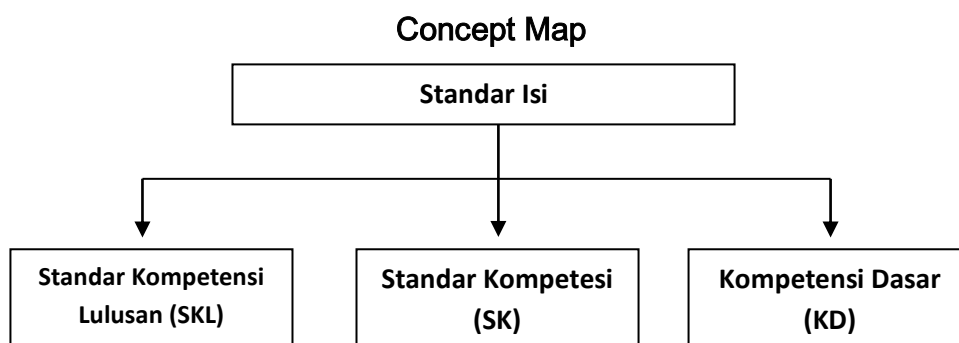 Concept Map
Standar Isi
Standar Kompetensi
Lulusan (SKL)
Standar Kompetesi
(SK)
Kompetensi Dasar
(KD)